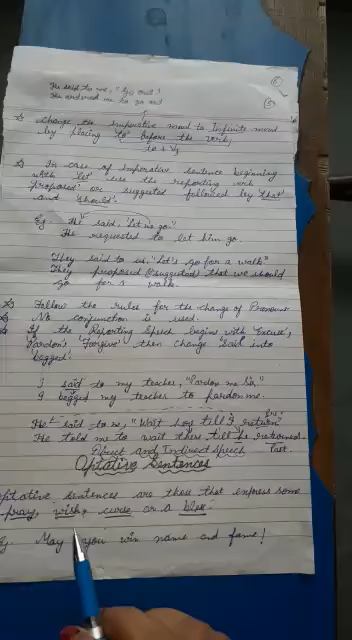 He said to me, "Go out!
He ordered me to go out
Change the imperative mood to Infinitive mood
by placing 'to' before the verb,
to + V1
In case of imperative sentence beginning
with 'let' use the reporting verb
'proposed' or suggested followed by 'that'
and 'should'.
Eg He said, "Let me go."
He requested to let him go.
They said to us, "Let's go for a walk"
They proposed suggested that we should
go for a walk.
Follow the rules for the change of Pronouns
No conjunction is used.
If the Reporting Speech begins with 'Excuse',
'Pardon', 'Forgive' then change 'said' into
'begged'.
I said to my teacher, "Pardon me Sir."
I begged my teacher to pardon me.
He said to me, "Wait here till I return"
He told me to wait there till he returned.
Direct and Indirect Speech
Optative Sentences
Optative sentences are those that express some
pray, wish, curse or a bless.
May you win name and fame!